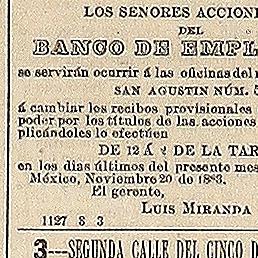 LOS SENORES ACCION
DEL
BANCO DE EMPL
se servirán ocurrir á las oficinas del
SAN AGUSTIN NÚM. 5
á cambiar los recibos provisionales
poder por los títulos de las acciones
plicándoles lo efectúen
DE 12 Á 2 DE LA TAR
en los dias últimos del presente mes
México, Noviembre 20 de 1883.
El gerente,
LUIS MIRANDA
1127 8 3
3---SEGUNDA CALLE DEL CINCO D